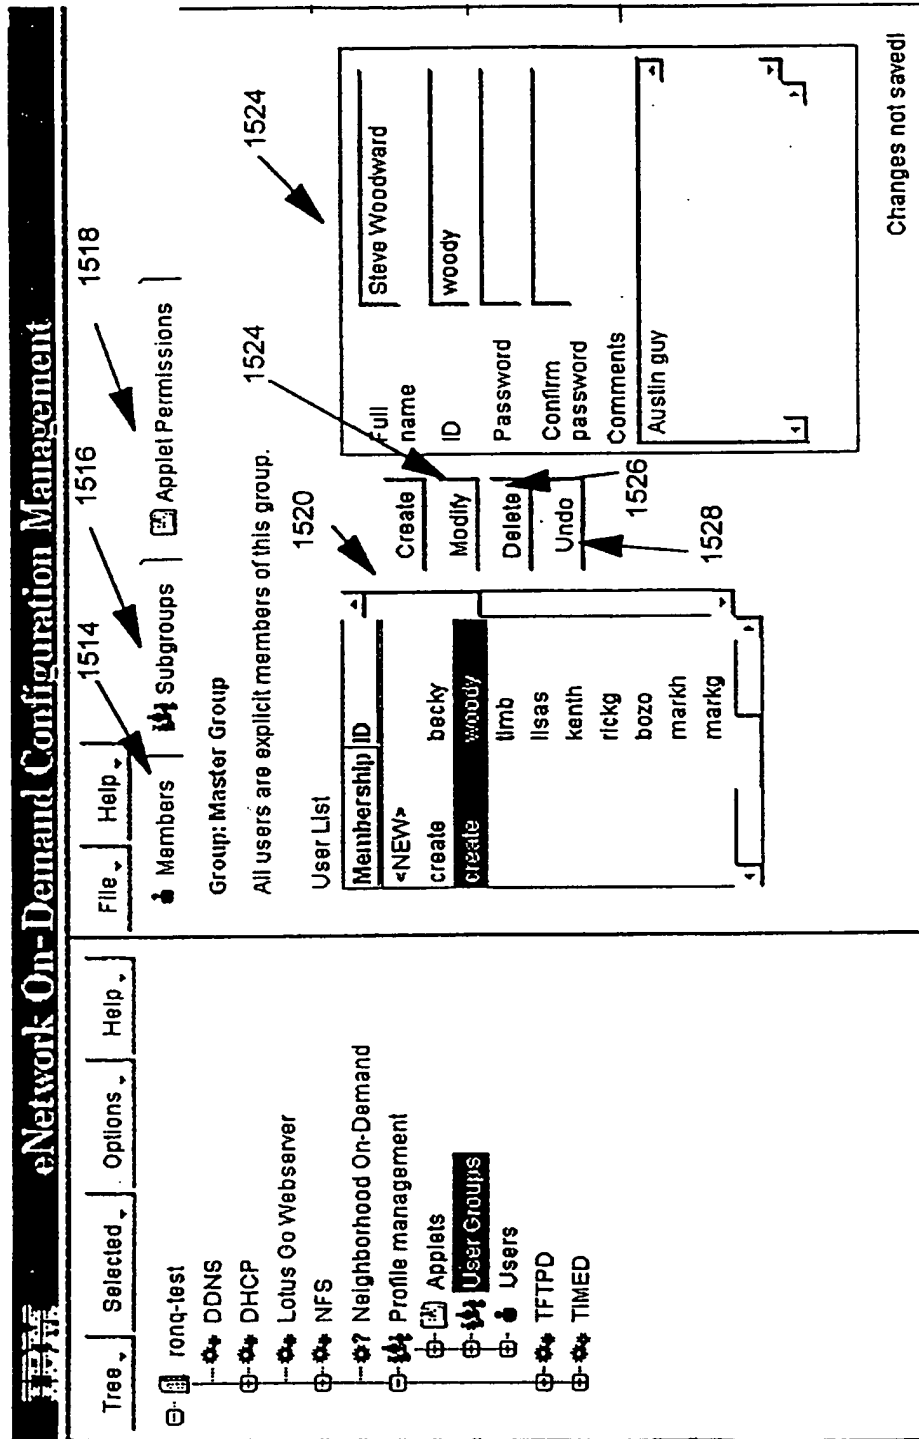 IBM eNetwork On-Demand Configuration Management
Tree Selected Options Help
ronq-test
DDNS
DHCP
Lotus Go Webserver
NFS
? Neighborhood On-Demand
Profile management
Applets
User Groups
Users
TFTPD
TIMED
File Help
1514
1516
1518
Members Subgroups Applet Permissions
Group: Master Group
All users are explicit members of this group.
User List
Membership ID
<NEW>
create becky
create woody
timb
lisas
kenth
rickg
bozo
markh
markg
1520
1524
Create
Modify
Delete
Undo
1526
1528
1524
Full name Steve Woodward
ID woody
Password
Confirm password
Comments
Austin guy
Changes not saved!